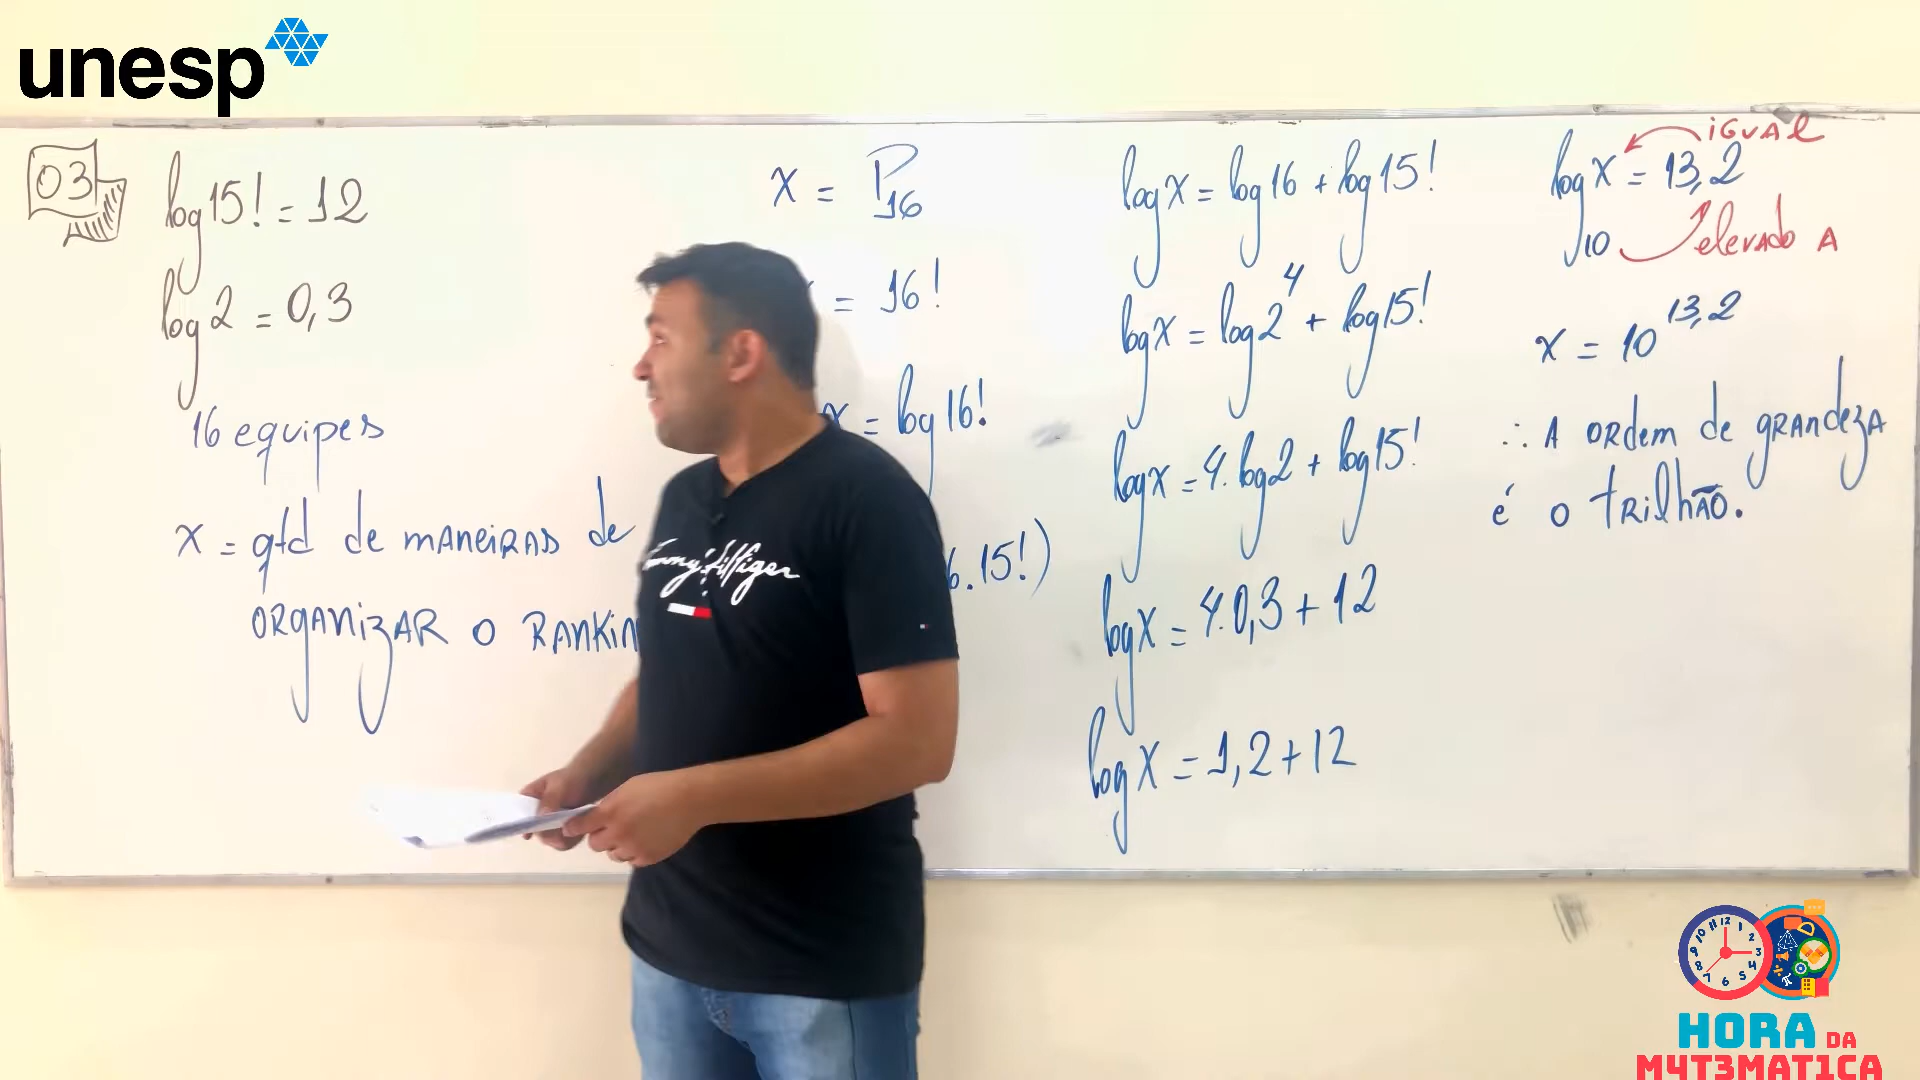 unesp
03
log 15! = 12
log 2 = 0,3
16 equipes
x = qtd de maneiras de
organizar o rankin
x = P16
= 16!
x = log 16!
6.15!)
log x = log 16 + log 15!
log x = log 2⁴ + log 15!
log x = 4. log 2 + log 15!
log x = 4.0,3 + 12
log x = 1,2 + 12
igual
log x = 13,2
10 elevado a
x = 10^13,2
∴ A ordem de grandeza
é o trilhão.
Tommy Hilfiger
HORA DA
M4T3MAT1CA